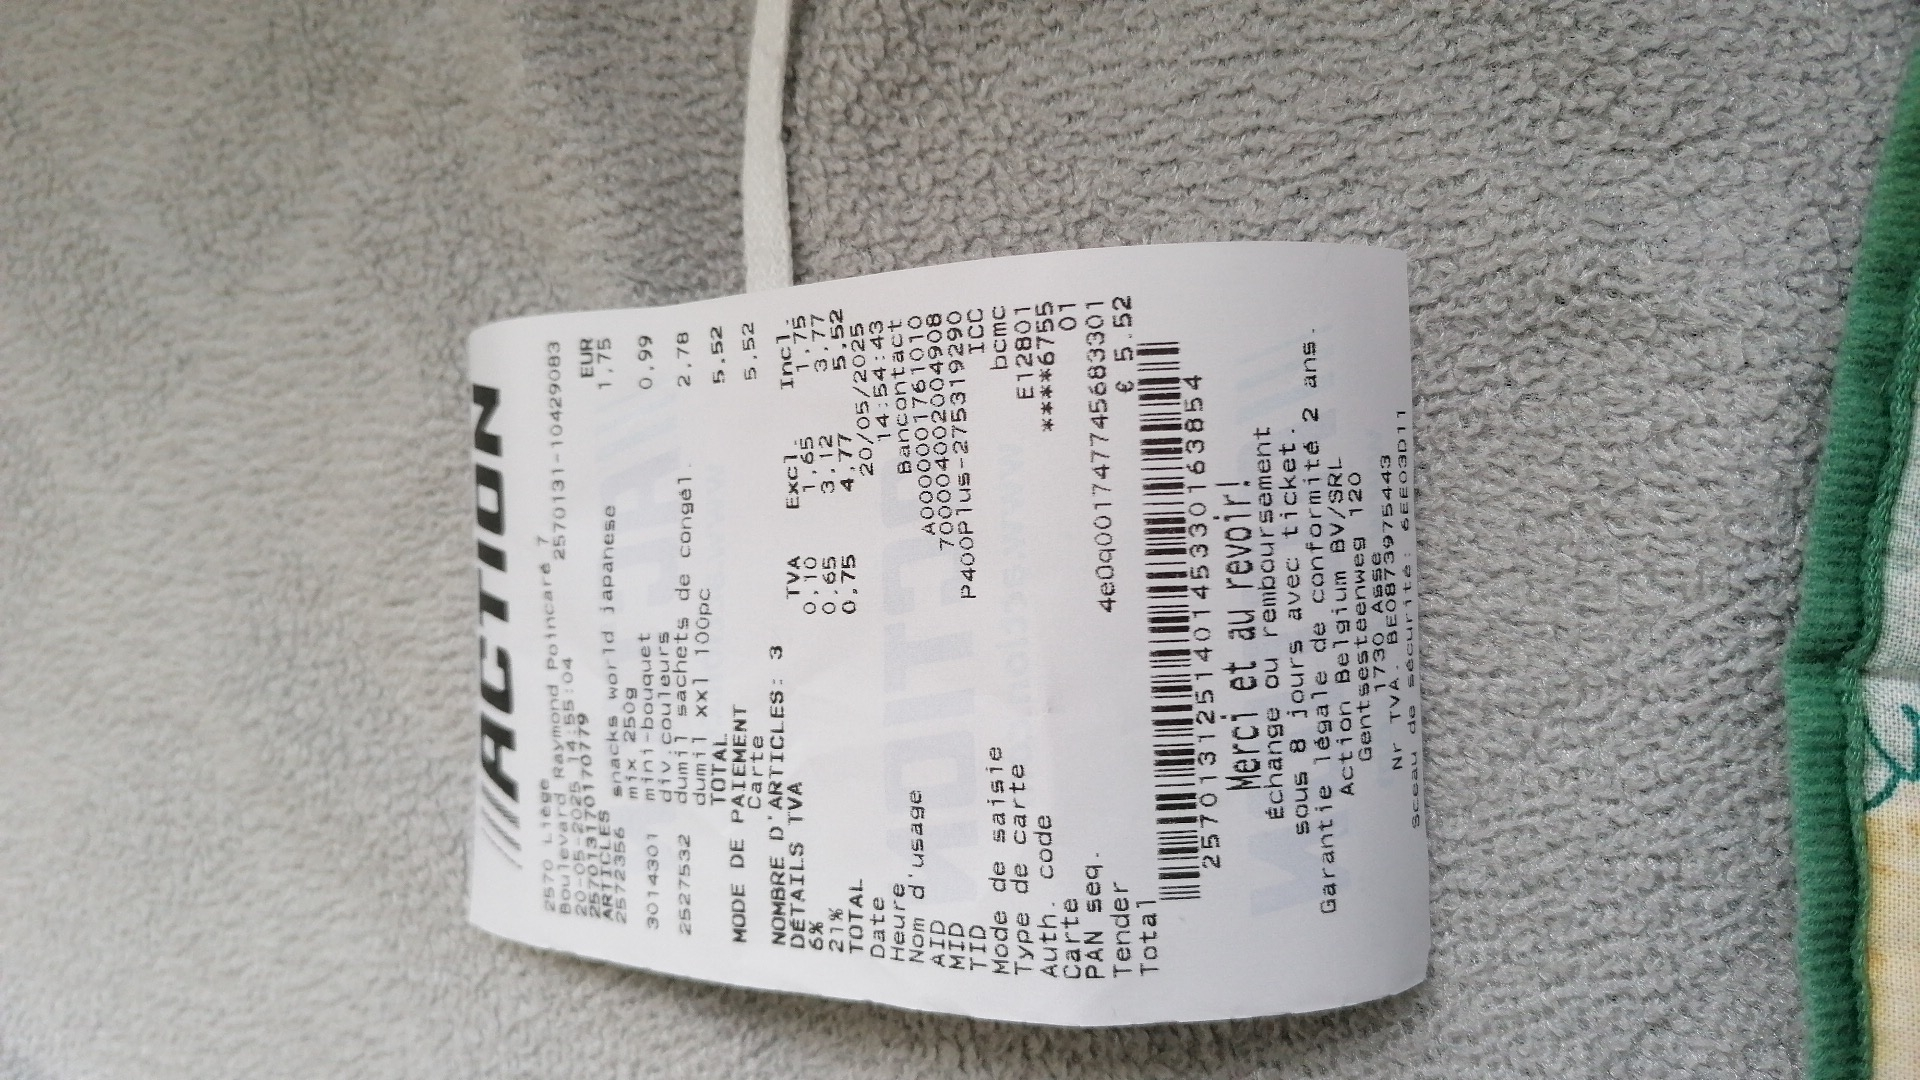 ACTION
2570 Liège
Boulevard Raymond Poincaré 7
20-05-2025 14:55:04 2570131-10429083
2570131701770779
ARTICLES EUR
2572356 snacks world japanese 1,75
mix 250g
3014301 mini-bouquet 0,99
div.couleurs
2527532 dumil sachets de congél. 2,78
dumil xxl 100pc
TOTAL 5,52
MODE DE PAIEMENT
Carte 5,52
NOMBRE D'ARTICLES: 3
DÉTAILS TVA TVA Excl. Incl.
6% 0,10 1,65 1,75
21% 0,65 3,12 3,77
TOTAL 0,75 4,77 5,52
Date 20/05/2025
Heure 14:54:43
Nom d'usage Bancontact
AID
MID
TID P400Plus-275319290
Mode de saisie ICC
Type de carte bcmc
Auth. code E12801
Carte ****6755
PAN seq. 01
Tender 4e0q001747745683301
Total € 5.52
Merci et au revoir!
Échange ou remboursement
sous 8 jours avec ticket.
Garantie légale de conformité 2 ans.
Action Belgium BV/SRL
Gentsesteenweg 120
1730 Asse
Nr TVA. BE0873975443
Sceau de sécurité: 6EE03D11